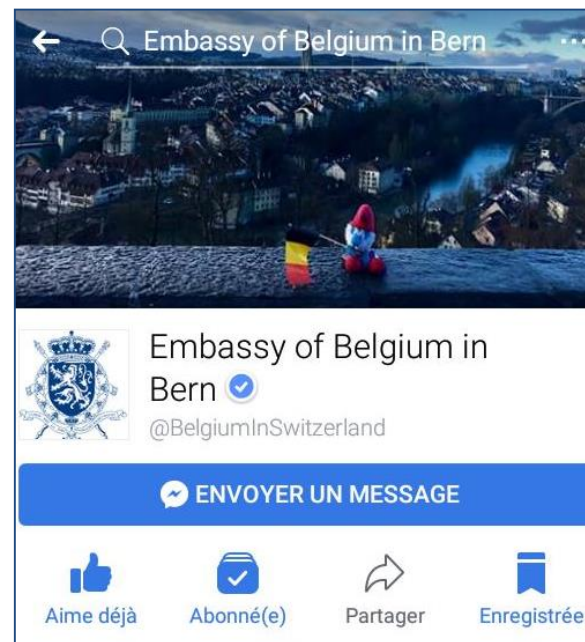 Embassy of Belgium in Bern
Embassy of Belgium in
Bern
@BelgiumInSwitzerland
ENVOYER UN MESSAGE
Aime déjà
Abonné(e)
Partager
Enregistrée